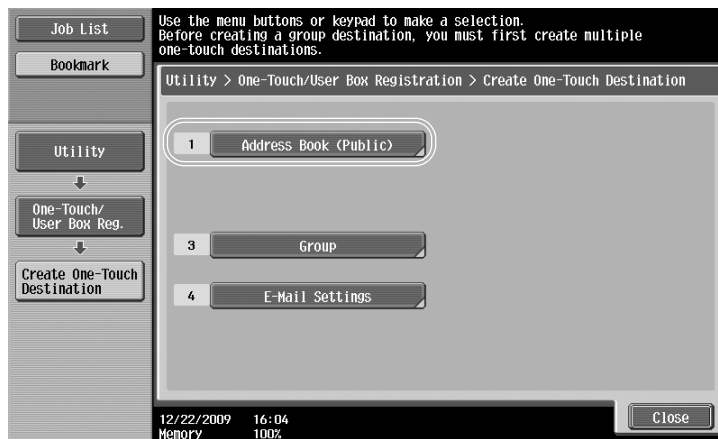 Job List
Bookmark
Use the menu buttons or keypad to make a selection.
Before creating a group destination, you must first create multiple
one-touch destinations.
Utility > One-Touch/User Box Registration > Create One-Touch Destination
Utility
One-Touch/
User Box Reg.
Create One-Touch
Destination
1 Address Book (Public)
3 Group
4 E-Mail Settings
12/22/2009 16:04
Memory 100%
Close